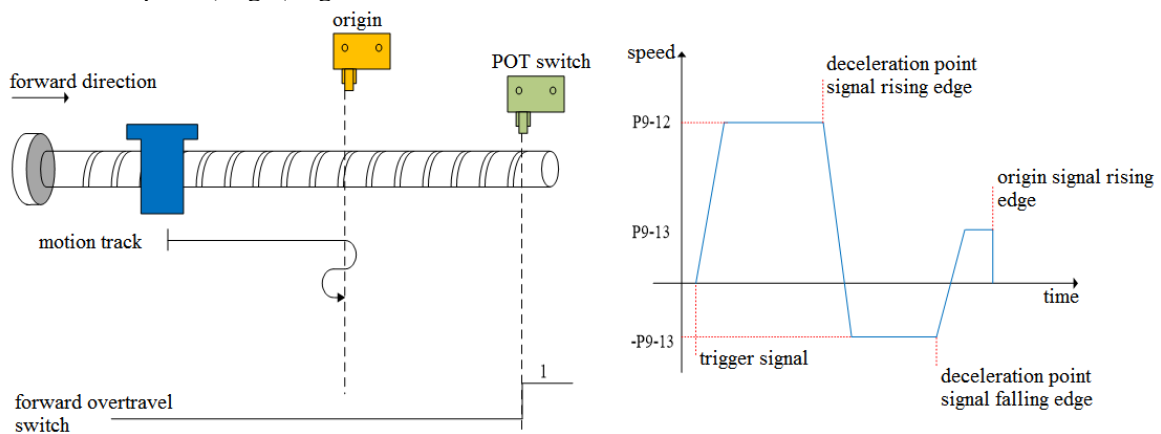 origin
POT switch
forward direction
motion track
1
forward overtravel
switch
speed
deceleration point
signal rising edge
P9-12
origin signal rising
edge
P9-13
time
-P9-13
trigger signal
deceleration point
signal falling edge